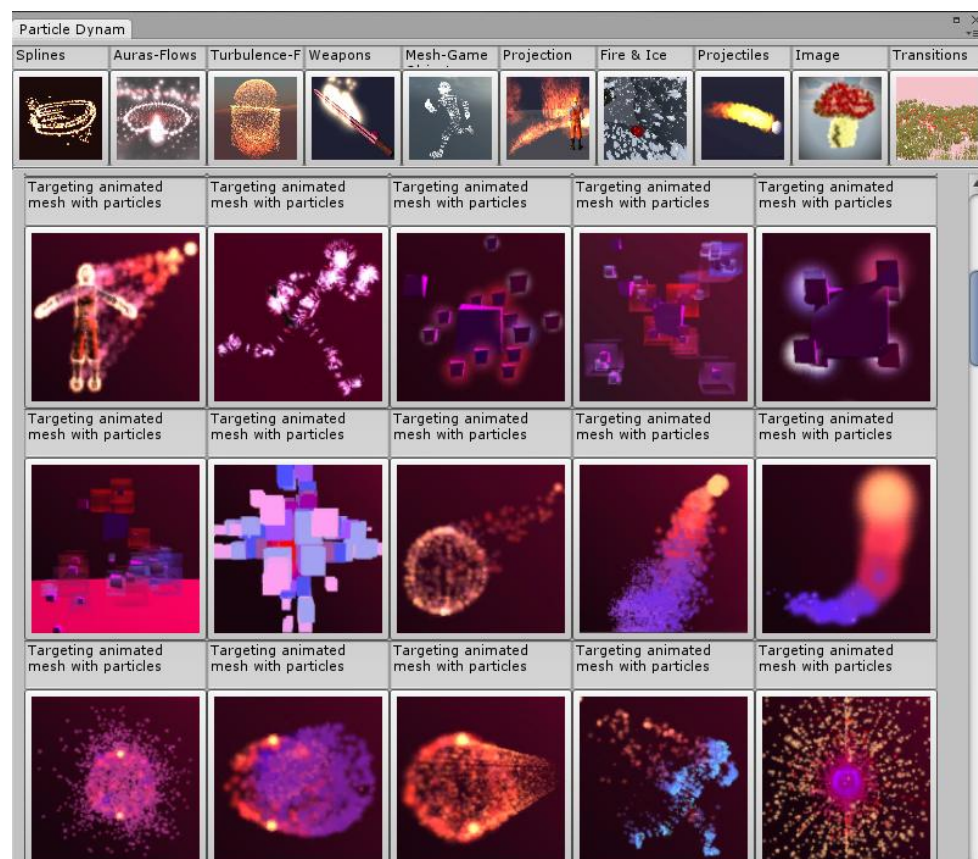 Particle Dynam
Splines Auras-Flows Turbulence-F Weapons Mesh-Game Projection Fire & Ice Projectiles Image Transitions
Targeting animated Targeting animated Targeting animated Targeting animated Targeting animated
mesh with particles mesh with particles mesh with particles mesh with particles mesh with particles
Targeting animated Targeting animated Targeting animated Targeting animated Targeting animated
mesh with particles mesh with particles mesh with particles mesh with particles mesh with particles
Targeting animated Targeting animated Targeting animated Targeting animated Targeting animated
mesh with particles mesh with particles mesh with particles mesh with particles mesh with particles